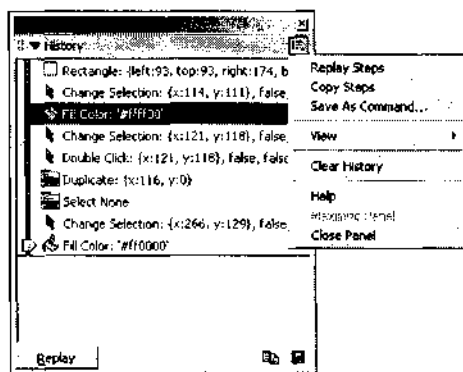 History
Rectangle: {left:93, top:93, right:174, b
Change Selection: {x:114, y:111}, false,
Fill Color: '#ffff00'
Change Selection: {x:121, y:118}, false,
Double Click: {x:121, y:118}, false, false
Duplicate: {x:116, y:0}
Select None
Change Selection: {x:266, y:129}, false,
Fill Color: '#ff0000'
Replay
Replay Steps
Copy Steps
Save As Command...
View
Clear History
Help
Maximize Panel
Close Panel